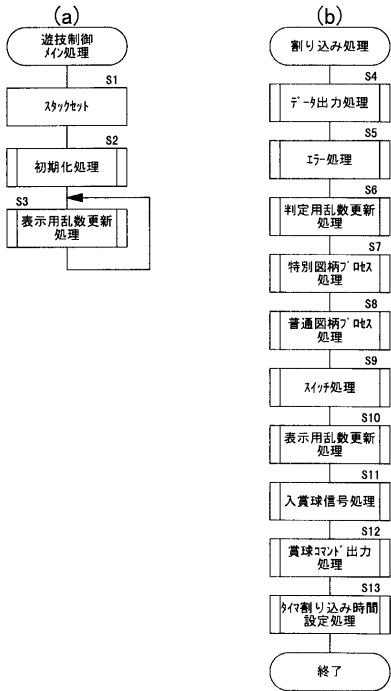 (a)
遊技制御
メイン処理
S1
スタックセット
S2
初期化処理
S3
表示用乱数更新
処理
(b)
割り込み処理
S4
データ出力処理
S5
エラー処理
S6
判定用乱数更新
処理
S7
特別図柄プロセス
処理
S8
普通図柄プロセス
処理
S9
スイッチ処理
S10
表示用乱数更新
処理
S11
入賞球信号処理
S12
賞球コマンド出力
処理
S13
タイマ割り込み時間
設定処理
終了